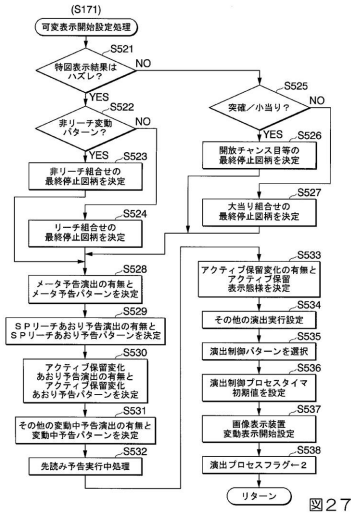 (S171)
可変表示開始設定処理
S521
特図表示結果は
ハズレ?
NO
YES
S522
非リーチ変動
パターン?
NO
YES
S523
非リーチ組合せの
最終停止図柄を決定
S524
リーチ組合せの
最終停止図柄を決定
S525
突確/小当り?
NO
YES
S526
開放チャンス目等の
最終停止図柄を決定
S527
大当り組合せの
最終停止図柄を決定
S528
メータ予告演出の有無と
メータ予告パターンを決定
S529
SPリーチあおり予告演出の有無と
SPリーチあおり予告パターンを決定
S530
アクティブ保留変化
あおり予告演出の有無と
アクティブ保留変化
あおり予告パターンを決定
S531
その他の変動中予告演出の有無と
変動中予告パターンを決定
S532
先読み予告実行中処理
S533
アクティブ保留変化の有無と
アクティブ保留
表示態様を決定
S534
その他の演出実行設定
S535
演出制御パターンを選択
S536
演出制御プロセスタイマ
初期値を設定
S537
画像表示装置
変動表示開始設定
S538
演出プロセスフラグ←2
リターン
図27